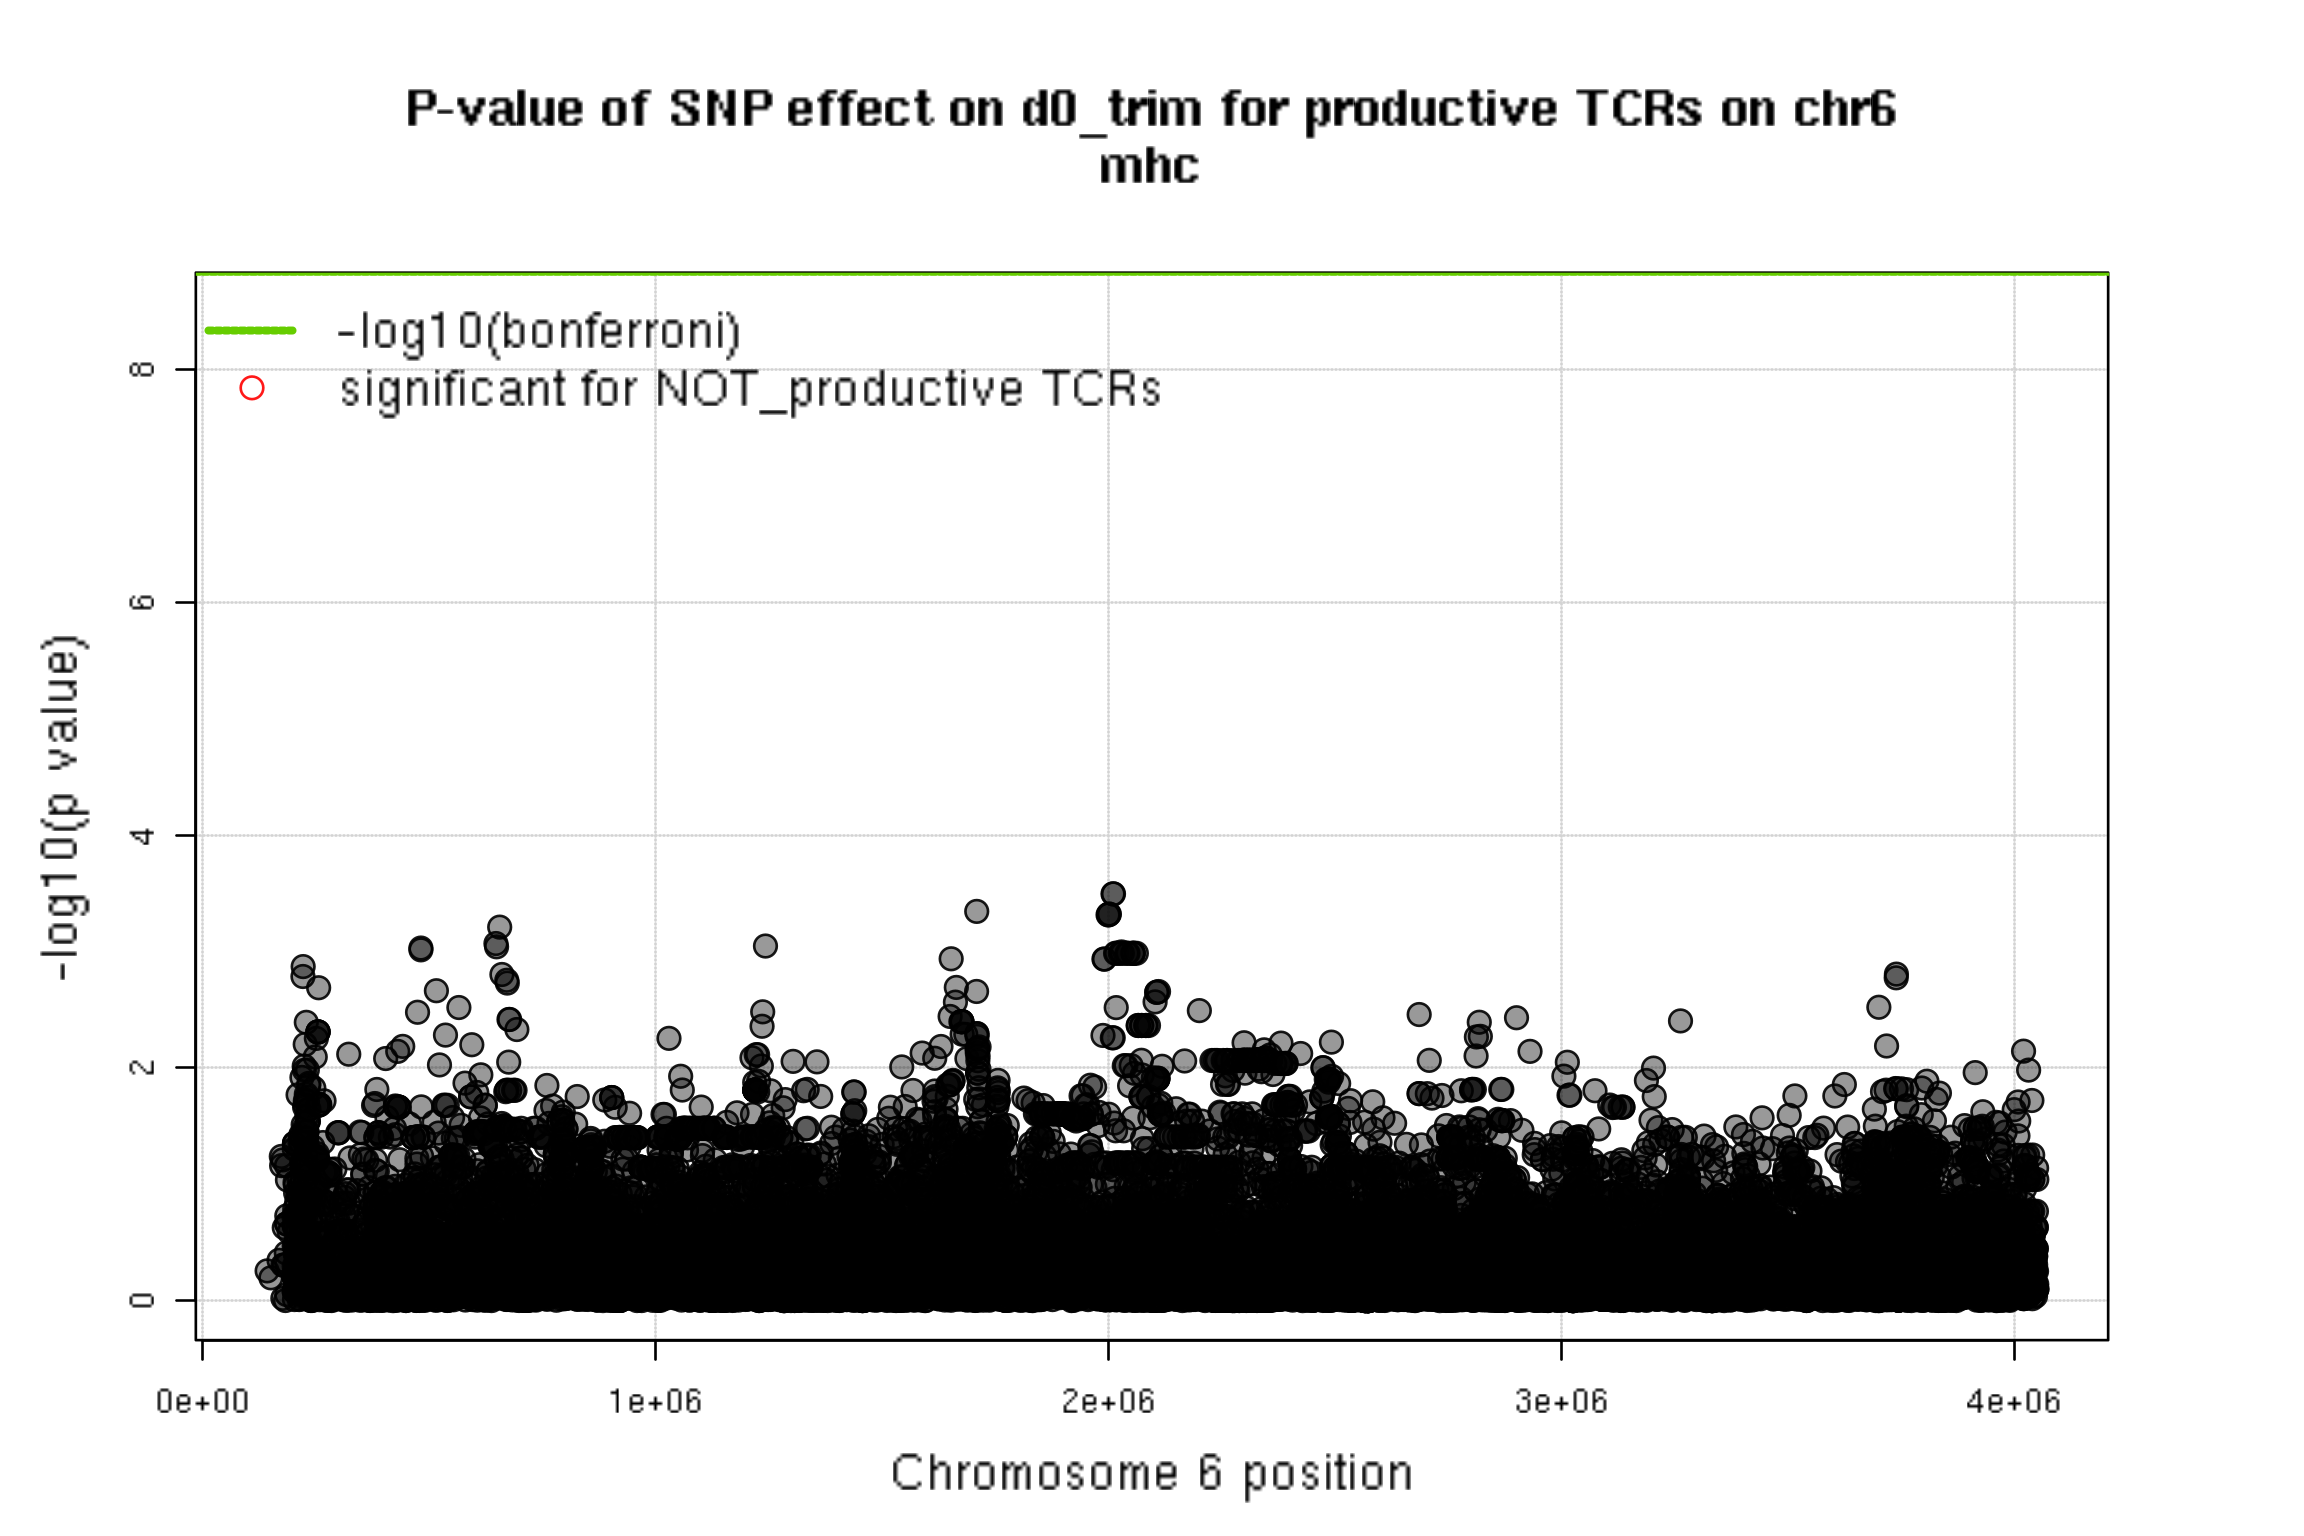 P-value of SNP effect on d0_trim for productive TCRs on chr6
mhc
-log10(bonferroni)
significant for NOT_productive TCRs
-log10(p value)
8
6
4
2
0
0e+00
1e+06
2e+06
3e+06
4e+06
Chromosome 6 position